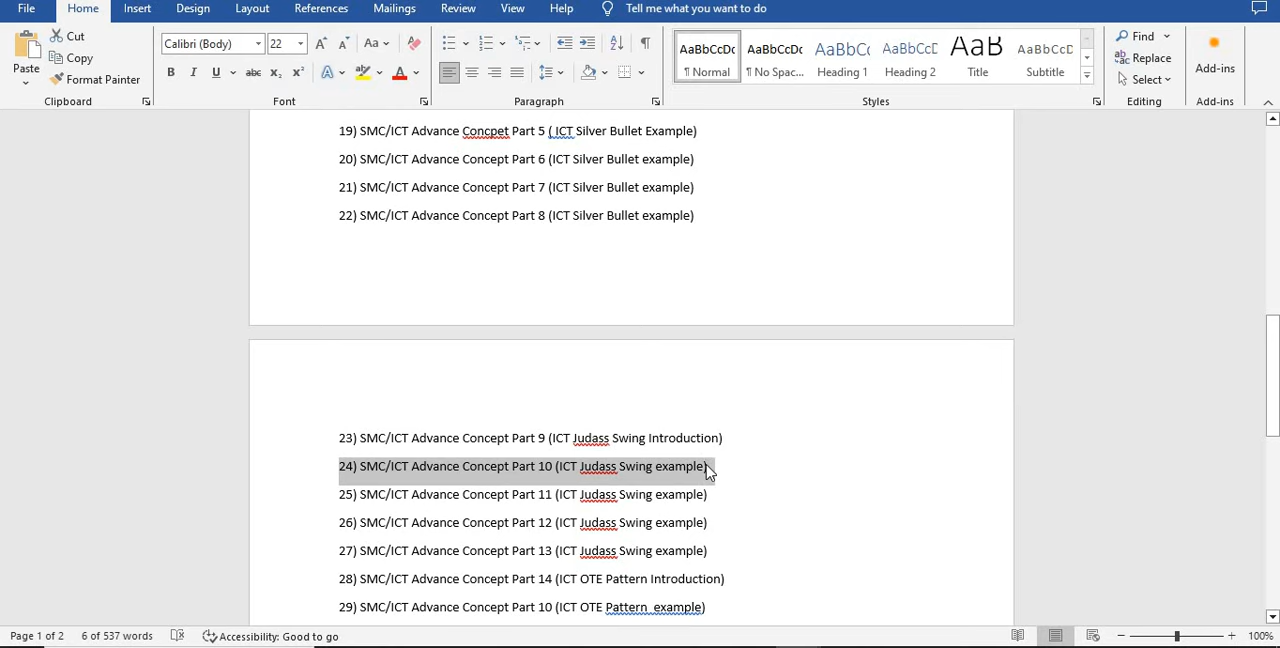 File Home Insert Design Layout References Mailings Review View Help Tell me what you want to do
Paste Cut
Copy
Format Painter
Calibri (Body) 22 Aa
B I U abc x₂ x² A A
AaBbCcDc AaBbCcDc AaBbC( AaBbCcD AaB AaBbCcD
¶ Normal ¶ No Spac... Heading 1 Heading 2 Title Subtitle
Find
Replace
Select
Add-ins
Clipboard Font Paragraph Styles Editing Add-ins
19) SMC/ICT Advance Concpet Part 5 ( ICT Silver Bullet Example)
20) SMC/ICT Advance Concept Part 6 (ICT Silver Bullet example)
21) SMC/ICT Advance Concept Part 7 (ICT Silver Bullet example)
22) SMC/ICT Advance Concept Part 8 (ICT Silver Bullet example)
23) SMC/ICT Advance Concept Part 9 (ICT Judass Swing Introduction)
24) SMC/ICT Advance Concept Part 10 (ICT Judass Swing example)
25) SMC/ICT Advance Concept Part 11 (ICT Judass Swing example)
26) SMC/ICT Advance Concept Part 12 (ICT Judass Swing example)
27) SMC/ICT Advance Concept Part 13 (ICT Judass Swing example)
28) SMC/ICT Advance Concept Part 14 (ICT OTE Pattern Introduction)
29) SMC/ICT Advance Concept Part 10 (ICT OTE Pattern  example)
Page 1 of 2 6 of 537 words Accessibility: Good to go 100%